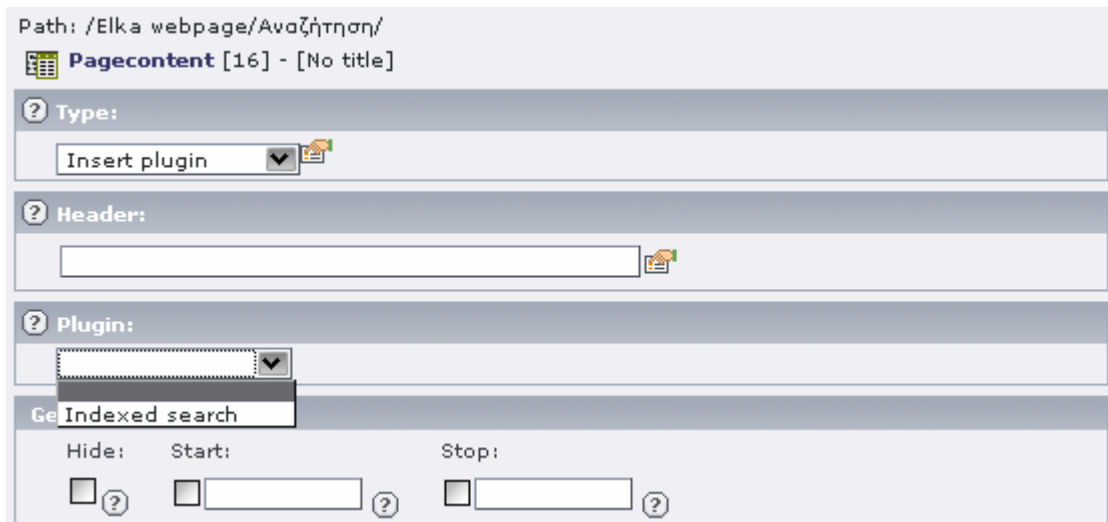 Path: /Elka webpage/Αναζήτηση/
Pagecontent [16] - [No title]
Type:
Insert plugin
Header:
Plugin:
Indexed search
Ge
Hide: Start: Stop: